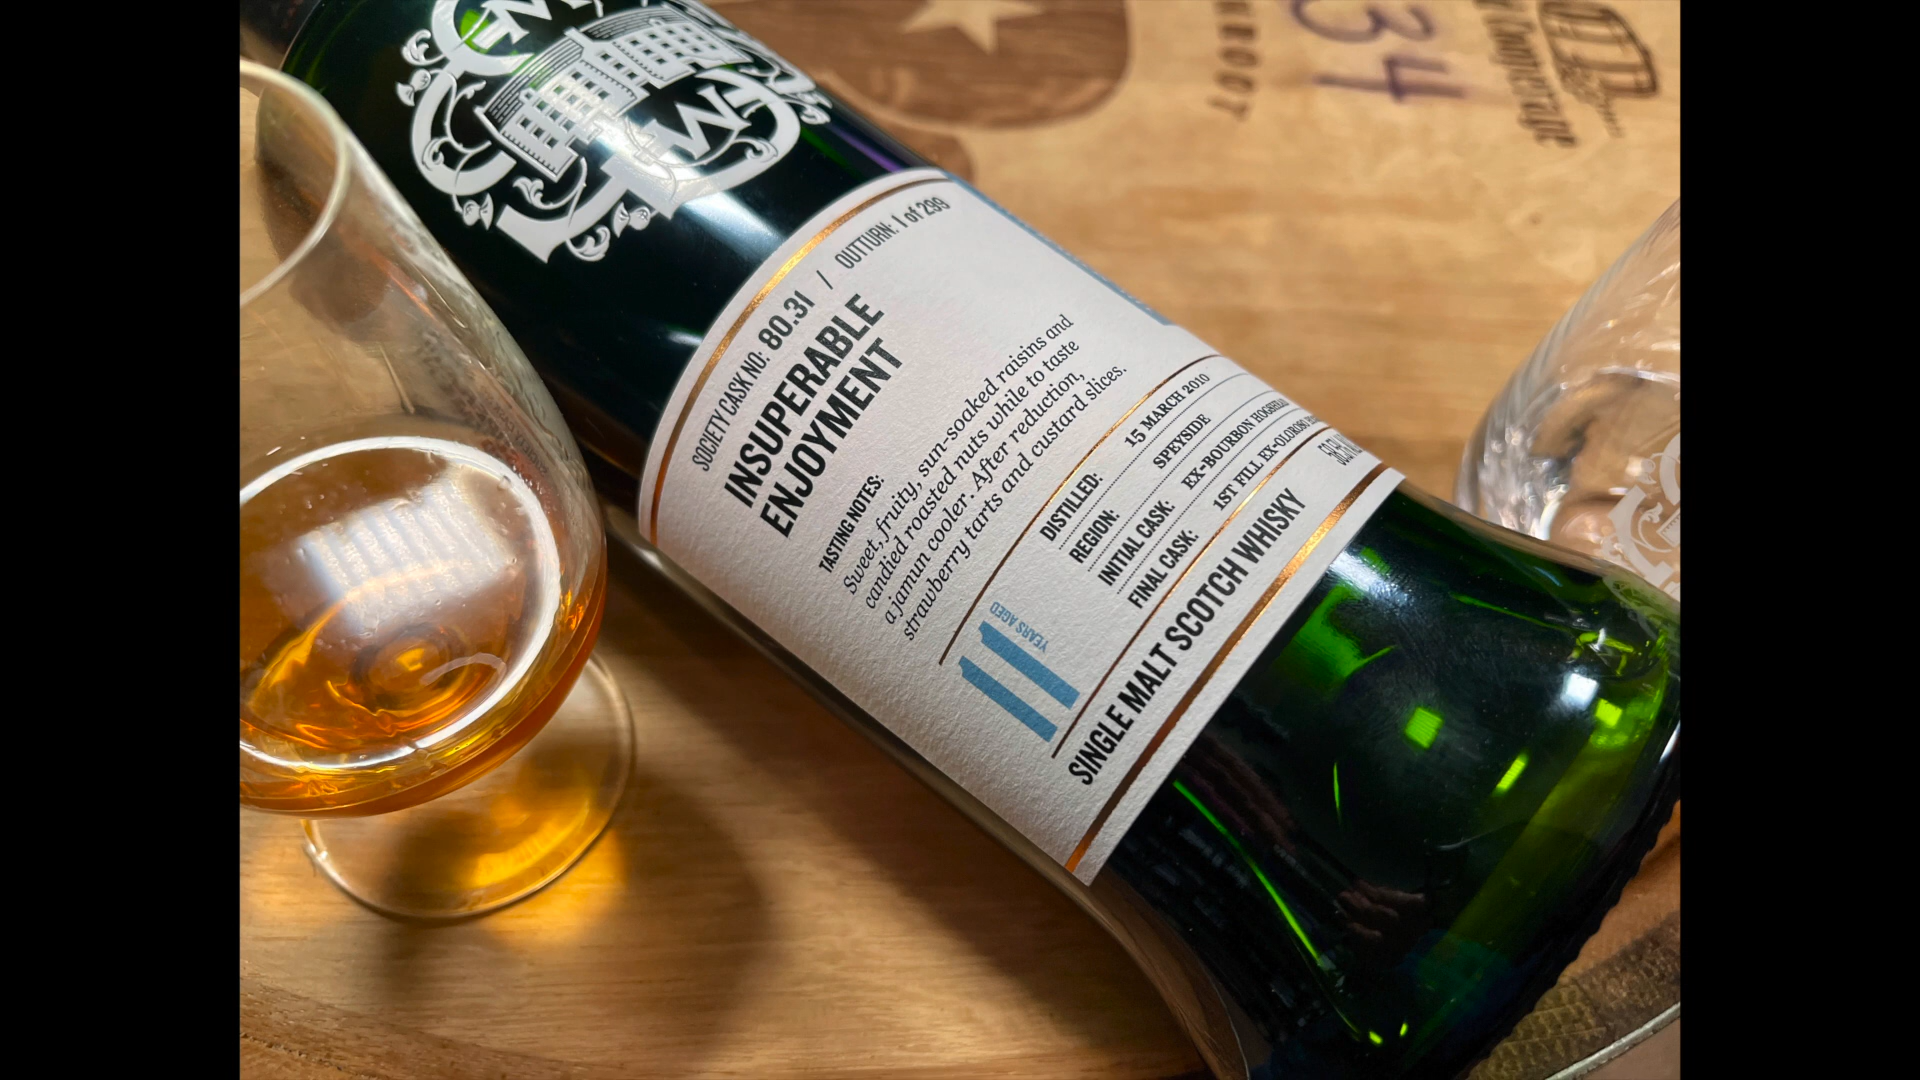 SOCIETY CASK NO: 80.31 / OUTTURN: 1 of 299
INSUPERABLE
ENJOYMENT
TASTING NOTES:
Sweet, fruity, sun-soaked raisins and
candied roasted nuts while to taste
a jamun cooler. After reduction,
strawberry tarts and custard slices.
11
YEARS AGED
DISTILLED: 15 MARCH 2010
REGION: SPEYSIDE
INITIAL CASK: EX-BOURBON HOGSHEAD
FINAL CASK: 1ST FILL EX-OLOROSO
SINGLE MALT SCOTCH WHISKY
34
Cooperage